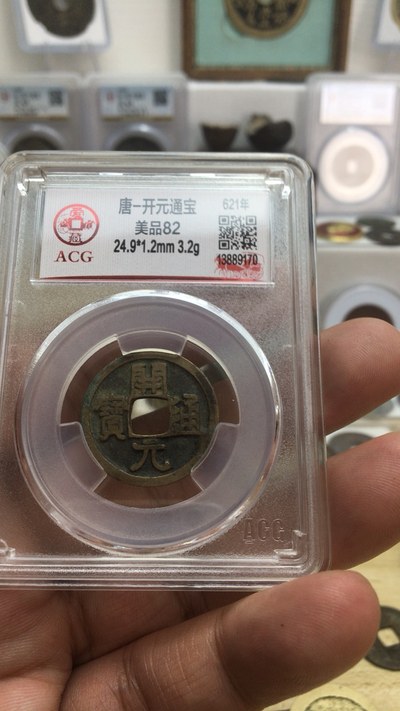 唐-开元通宝
621年
美品82
24.9*1.2mm 3.2g
13889170
ACG
開
元
通
寶
ACG